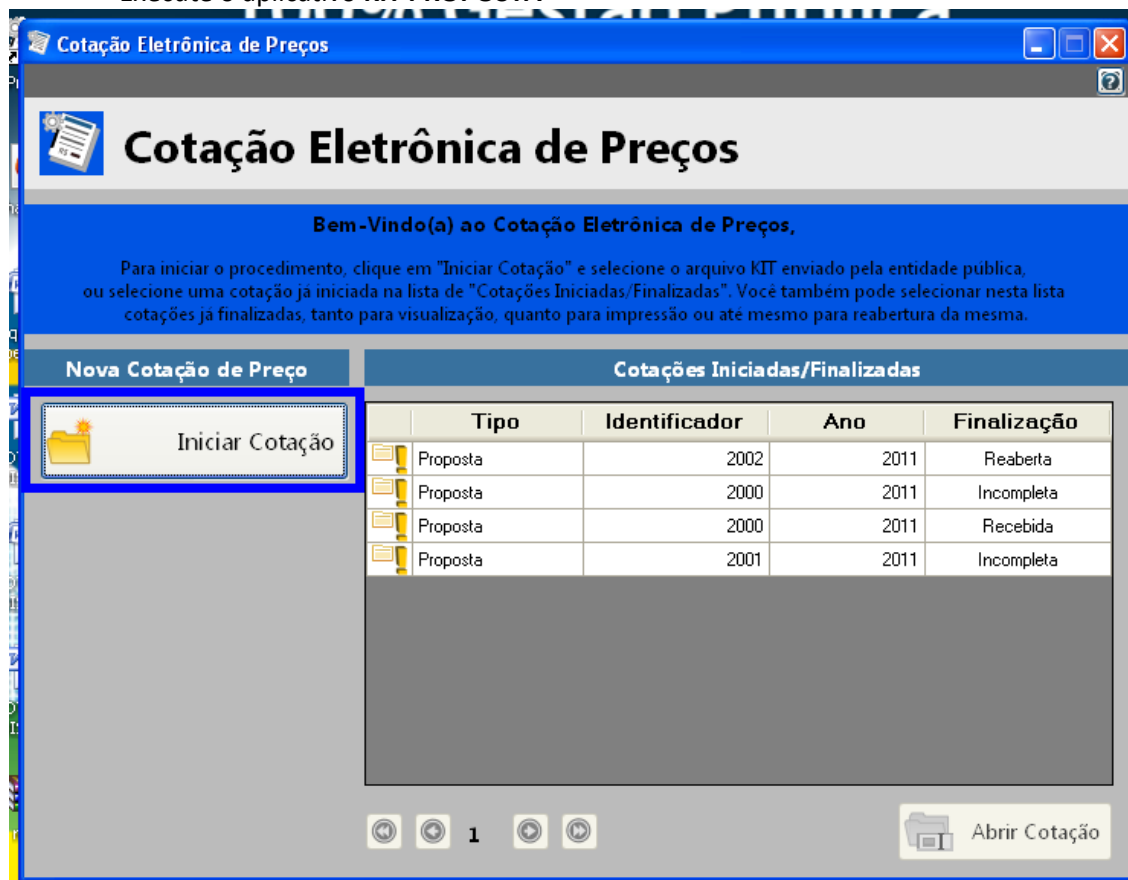 Execute o aplicativo
100% Gestão Pública
Cotação Eletrônica de Preços
Cotação Eletrônica de Preços
Bem-Vindo(a) ao Cotação Eletrônica de Preços,
Para iniciar o procedimento, clique em "Iniciar Cotação" e selecione o arquivo KIT enviado pela entidade publica,
ou selecione uma cotação já iniciada na lista de "Cotações Iniciadas/Finalizadas". Você também pode selecionar nesta lista
cotações já finalizadas, tanto para visualização, quanto para impressão ou até mesmo para reabertura da mesma.
Nova Cotação de Preço
Cotações Iniciadas/Finalizadas
Iniciar Cotação
Tipo Identificador Ano Finalização
Proposta 2002 2011 Reaberta
Proposta 2000 2011 Incompleta
Proposta 2000 2011 Recebida
Proposta 2001 2011 Incompleta
1
Abrir Cotação